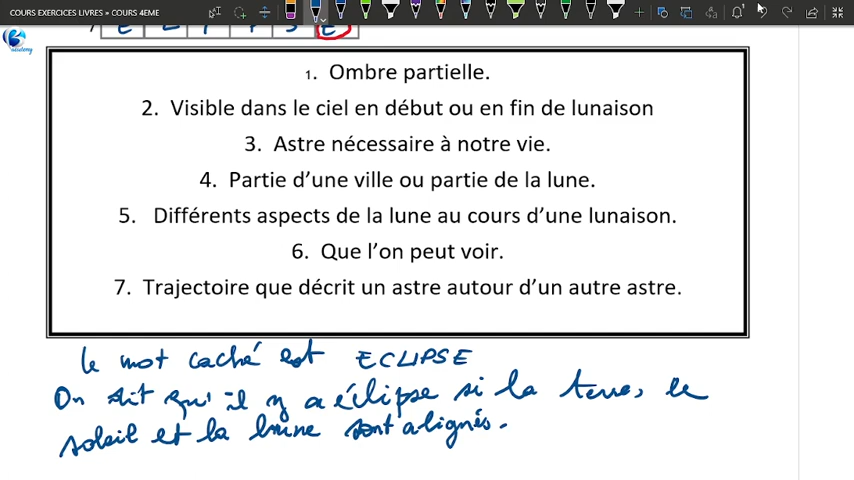 COURS EXERCICES LIVRES » COURS 4EME
academy
1. Ombre partielle.
2. Visible dans le ciel en début ou en fin de lunaison
3. Astre nécessaire à notre vie.
4. Partie d’une ville ou partie de la lune.
5. Différents aspects de la lune au cours d’une lunaison.
6. Que l’on peut voir.
7. Trajectoire que décrit un astre autour d’un autre astre.
le mot caché est ECLIPSE
On sait qu'il y a éclipse si la terre, le
soleil et la lune sont alignés.